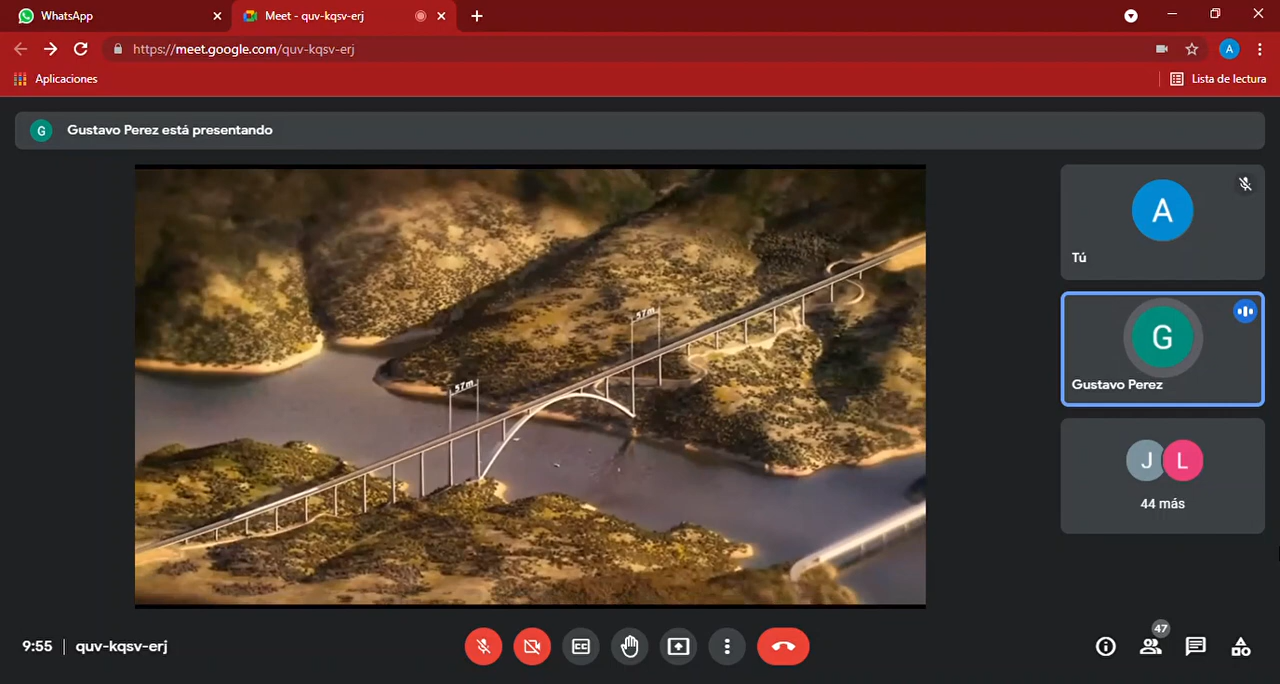 WhatsApp
Meet - quv-kqsv-erj
https://meet.google.com/quv-kqsv-erj
A
Aplicaciones
Lista de lectura
G
Gustavo Perez está presentando
A
Tú
57m
57m
G
Gustavo Perez
J L
44 más
9:55 | quv-kqsv-erj
CC
47